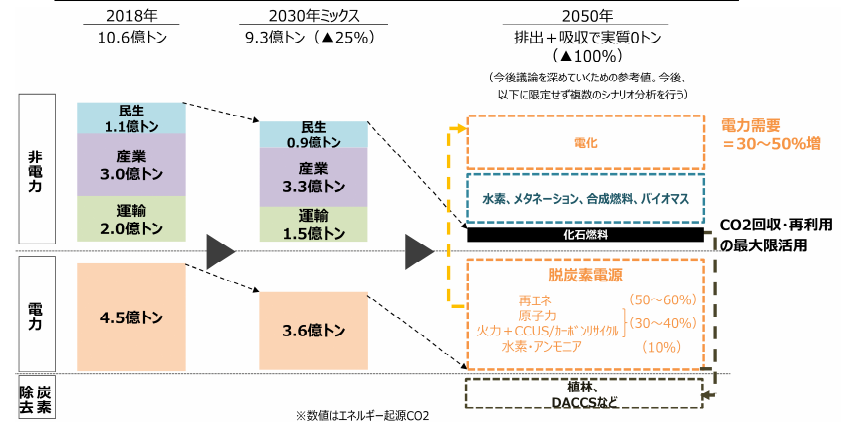 2018年
10.6億トン
2030年ミックス
9.3億トン（▲25%）
2050年
排出＋吸収で実質0トン
（▲100%）
（今後議論を深めていくための参考値。今後、
以下に限定せず複数のシナリオ分析を行う）
非電力
民生
1.1億トン
産業
3.0億トン
運輸
2.0億トン
民生
0.9億トン
産業
3.3億トン
運輸
1.5億トン
電化
電力需要
＝30～50%増
水素、メタネーション、合成燃料、バイオマス
化石燃料
CO2回収・再利用
の最大限活用
電力
4.5億トン
3.6億トン
脱炭素電源
再エネ （50～60%）
原子力
火力＋CCUS/カーボンリサイクル （30～40%）
水素・アンモニア （10%）
炭素除去
植林、
DACCSなど
※数値はエネルギー起源CO2